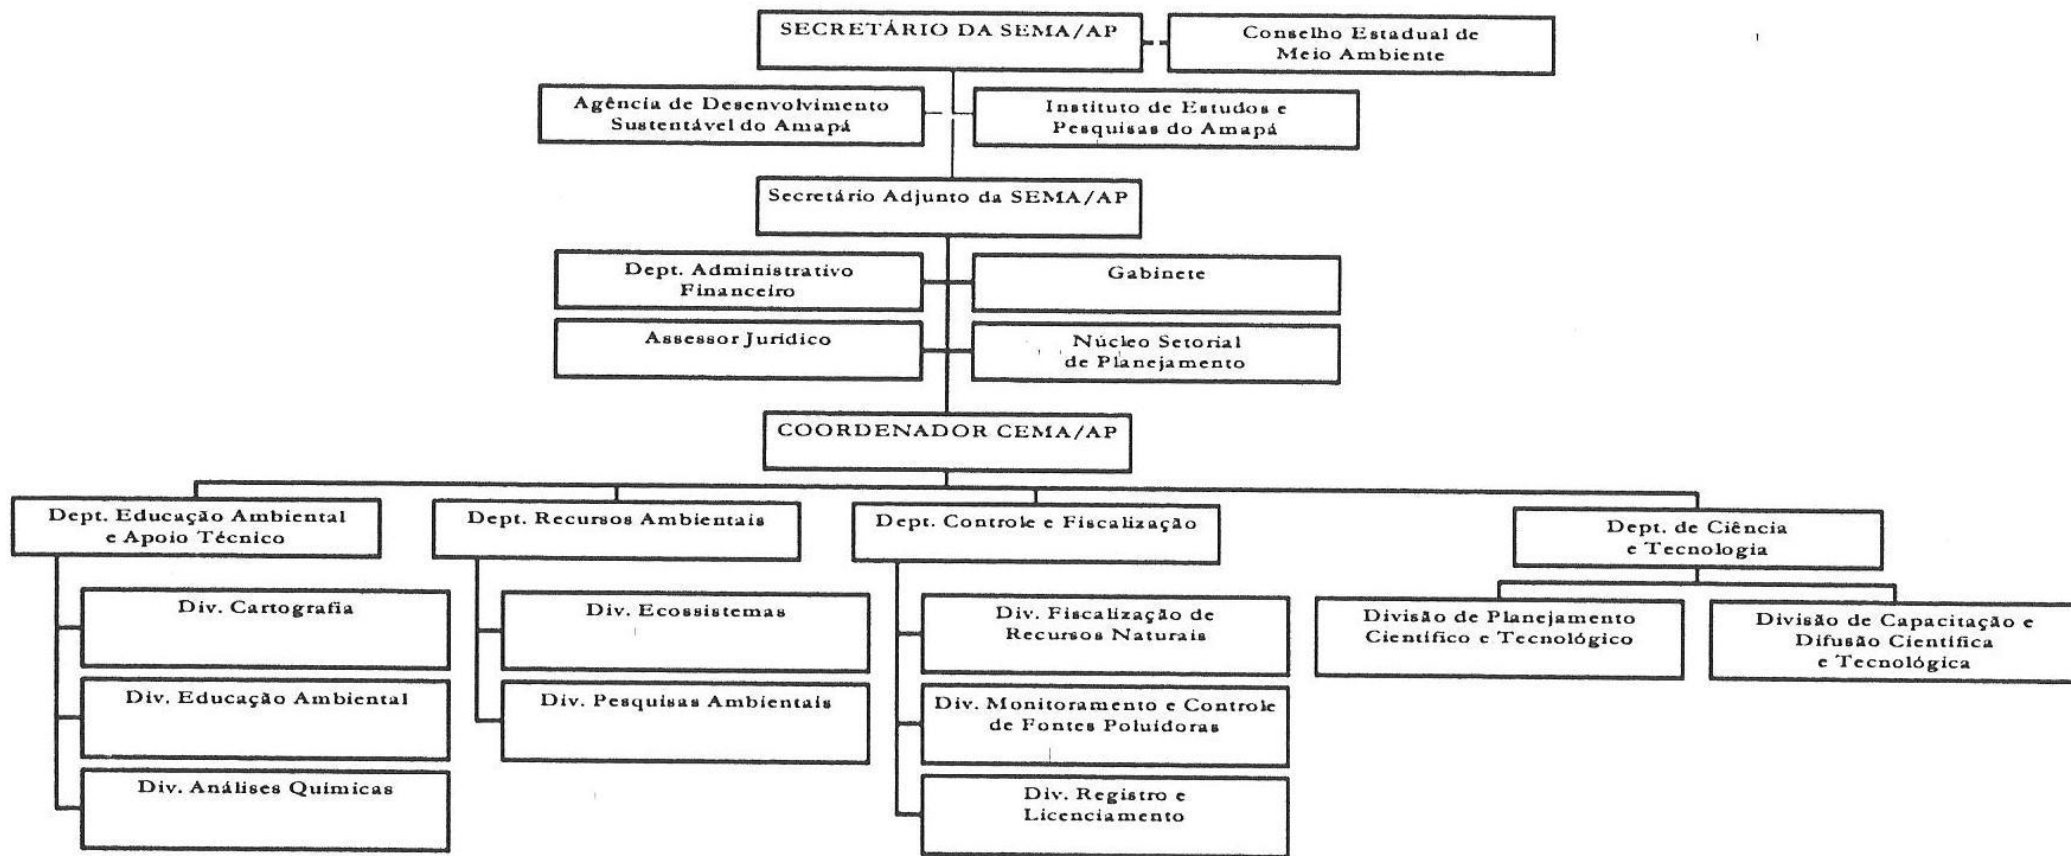 SECRETÁRIO DA SEMA/AP
Conselho Estadual de
Meio Ambiente
Agência de Desenvolvimento
Sustentável do Amapá
Instituto de Estudos e
Pesquisas do Amapá
Secretário Adjunto da SEMA/AP
Dept. Administrativo
Financeiro
Gabinete
Assessor Jurídico
Núcleo Setorial
de Planejamento
COORDENADOR CEMA/AP
Dept. Educação Ambiental
e Apoio Técnico
Dept. Recursos Ambientais
Dept. Controle e Fiscalização
Dept. de Ciência
e Tecnologia
Div. Cartografia
Div. Educação Ambiental
Div. Análises Químicas
Div. Ecossistemas
Div. Pesquisas Ambientais
Div. Fiscalização de
Recursos Naturais
Div. Monitoramento e Controle
de Fontes Poluidoras
Div. Registro e
Licenciamento
Divisão de Planejamento
Científico e Tecnológico
Divisão de Capacitação e
Difusão Científica
e Tecnológica